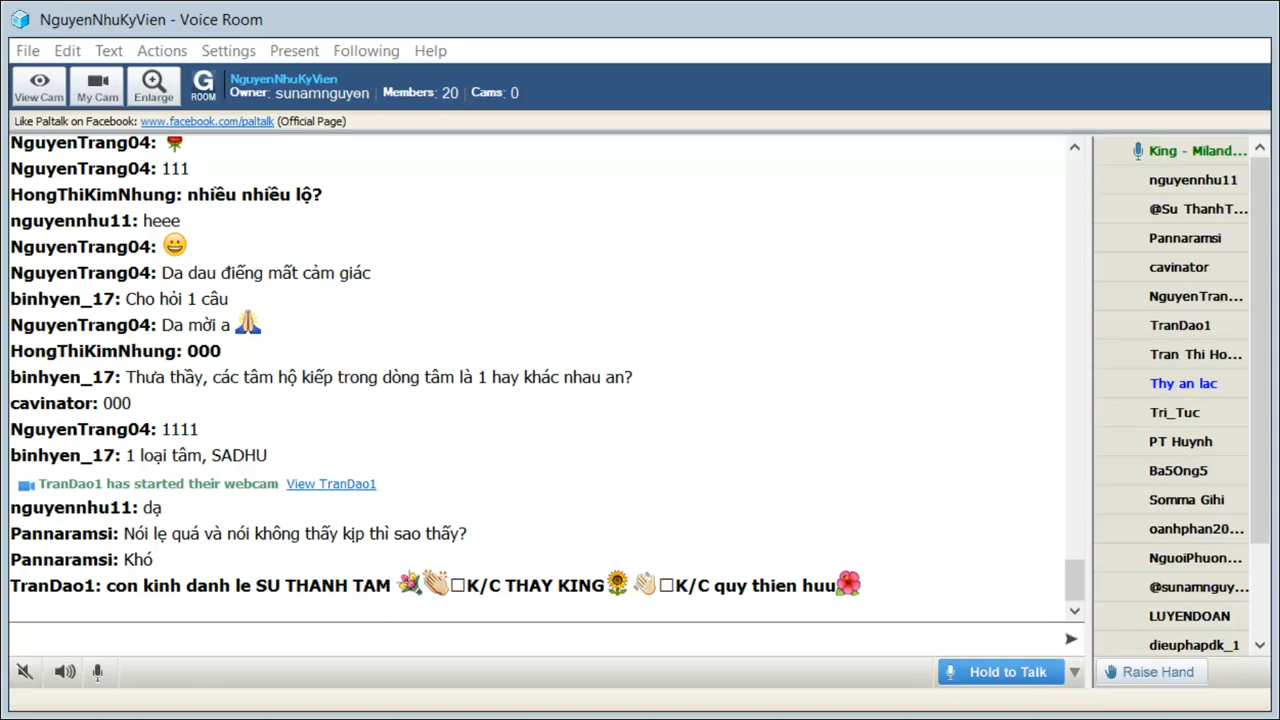 NguyenNhuKyVien - Voice Room
File Edit Text Actions Settings Present Following Help
View Cam My Cam Enlarge G ROOM
NguyenNhuKyVien
Owner: sunamnguyen | Members: 20 | Cams: 0
Like Paltalk on Facebook: www.facebook.com/paltalk (Official Page)
NguyenTrang04:
NguyenTrang04: 111
HongThiKimNhung: nhiều nhiều lộ?
nguyennhu11: heee
NguyenTrang04:
NguyenTrang04: Da dau điếng mất cảm giác
binhyen_17: Cho hỏi 1 câu
NguyenTrang04: Da mời a
HongThiKimNhung: 000
binhyen_17: Thưa thầy, các tâm hộ kiếp trong dòng tâm là 1 hay khác nhau an?
cavinator: 000
NguyenTrang04: 1111
binhyen_17: 1 loại tâm, SADHU
TranDao1 has started their webcam View TranDao1
nguyennhu11: dạ
Pannaramsi: Nói lẹ quá và nói không thấy kịp thì sao thấy?
Pannaramsi: Khó
TranDao1: con kinh danh le SU THANH TAM K/C THAY KING K/C quy thien huu
King - Miland...
nguyennhu11
@Su ThanhT...
Pannaramsi
cavinator
NguyenTran...
TranDao1
Tran Thi Ho...
Thy an lac
Tri_Tuc
PT Huynh
Ba5Ong5
Somma Gihi
oanhphan20...
NguoiPhuon...
@sunamnguy...
LUYENDOAN
dieuphapdk_1
Hold to Talk
Raise Hand